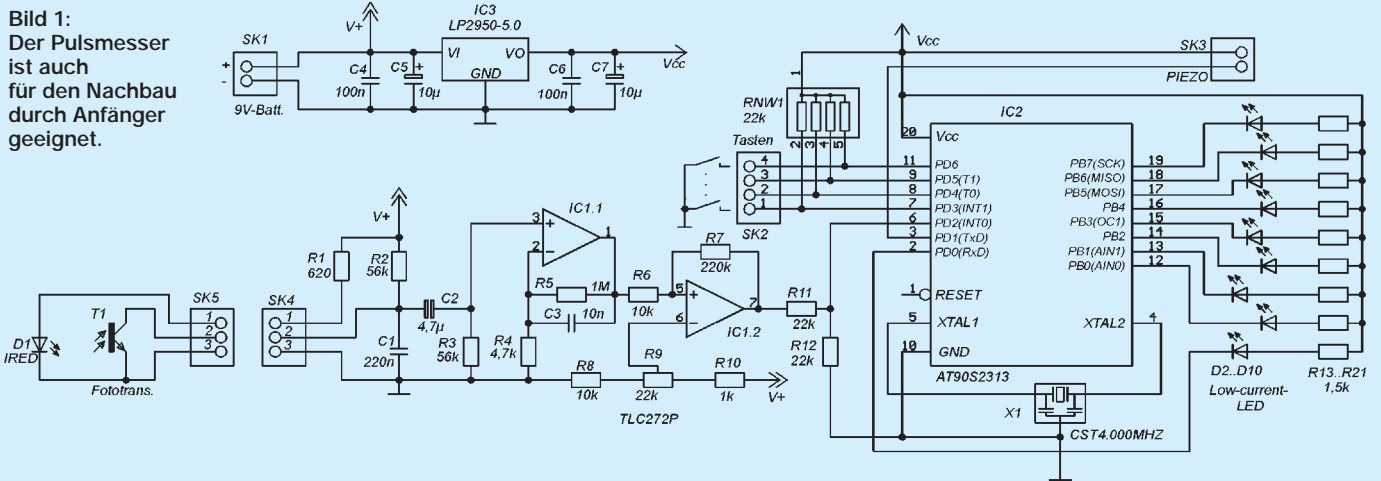 Bild 1:
Der Pulsmesser
ist auch
für den Nachbau
durch Anfänger
geeignet.
SK1
+
-
9V-Batt.
V+
C4
100n
C5
+
10µ
IC3
LP2950-5.0
VI
VO
GND
C6
100n
C7
+
10µ
Vcc
Vcc
SK3
PIEZO
RNW1
22k
1
2
3
4
5
Tasten
4
3
2
1
SK2
IC2
20
Vcc
11
PD6
9
PD5(T1)
8
PD4(T0)
7
PD3(INT1)
6
PD2(INT0)
3
PD1(TxD)
2
PD0(RxD)
1
RESET
5
XTAL1
10
GND
PB7(SCK)
19
PB6(MISO)
18
PB5(MOSI)
17
PB4
16
PB3(OC1)
15
PB2
14
PB1(AIN1)
13
PB0(AIN0)
12
XTAL2
4
AT90S2313
X1
CST4.000MHZ
D2..D10
Low-current-
LED
R13..R21
1,5k
D1
IRED
T1
Fototrans.
SK5
1
2
3
SK4
1
2
3
R1
620
V+
R2
56k
C1
220n
C2
4,7µ
R3
56k
R4
4,7k
3
+
2
-
1
IC1.1
R5
1M
C3
10n
R6
10k
R7
220k
5
+
6
-
7
IC1.2
R8
10k
R9
22k
R10
1k
V+
TLC272P
R11
22k
R12
22k